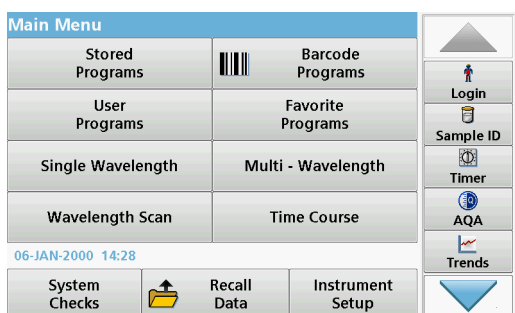 Main Menu
Stored
Programs
Barcode
Programs
User
Programs
Favorite
Programs
Single Wavelength
Multi - Wavelength
Wavelength Scan
Time Course
06-JAN-2000 14:28
System
Checks
Recall
Data
Instrument
Setup
Login
Sample ID
Timer
QA
AQA
Trends